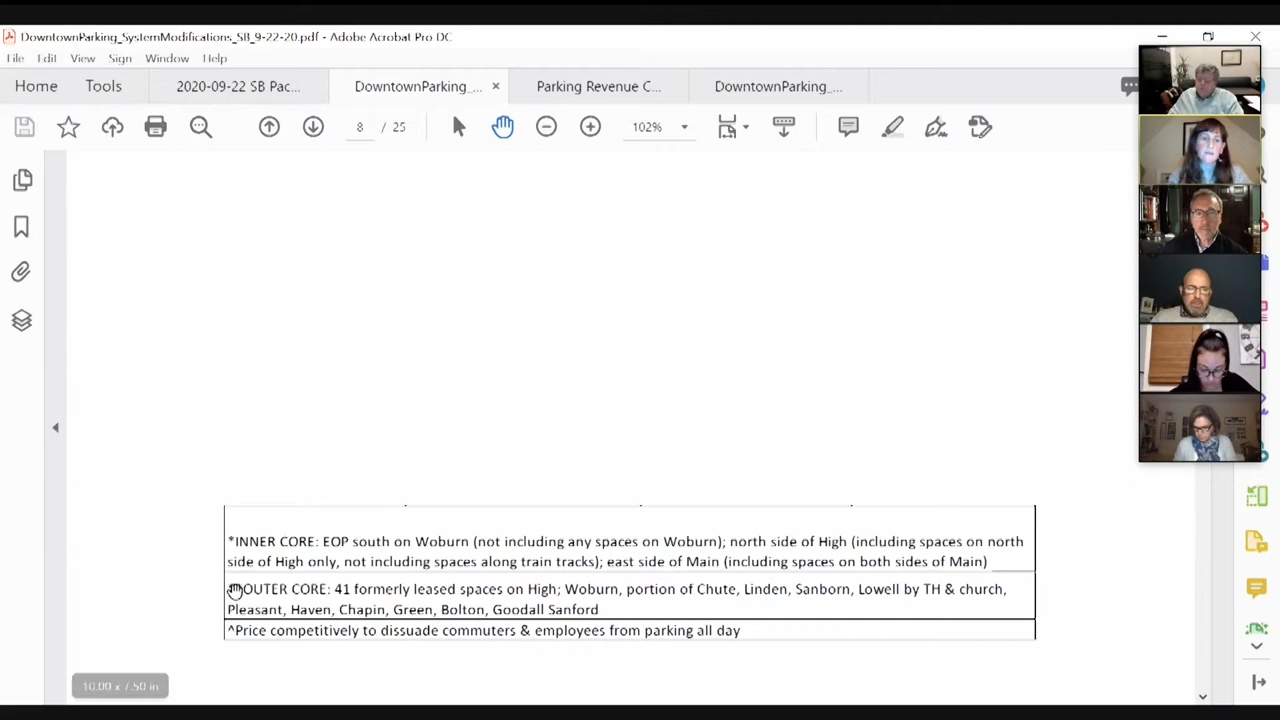 DowntownParking_SystemModifications_SB_9-22-20.pdf - Adobe Acrobat Pro DC
File Edit View Sign Window Help
Home Tools 2020-09-22 SB Pac... DowntownParking_... × Parking Revenue C... DowntownParking_...
8 / 25 102%
*INNER CORE: EOP south on Woburn (not including any spaces on Woburn); north side of High (including spaces on north
side of High only, not including spaces along train tracks); east side of Main (including spaces on both sides of Main)
OUTER CORE: 41 formerly leased spaces on High; Woburn, portion of Chute, Linden, Sanborn, Lowell by TH & church,
Pleasant, Haven, Chapin, Green, Bolton, Goodall Sanford
^Price competitively to dissuade commuters & employees from parking all day
10.00 x 7.50 in